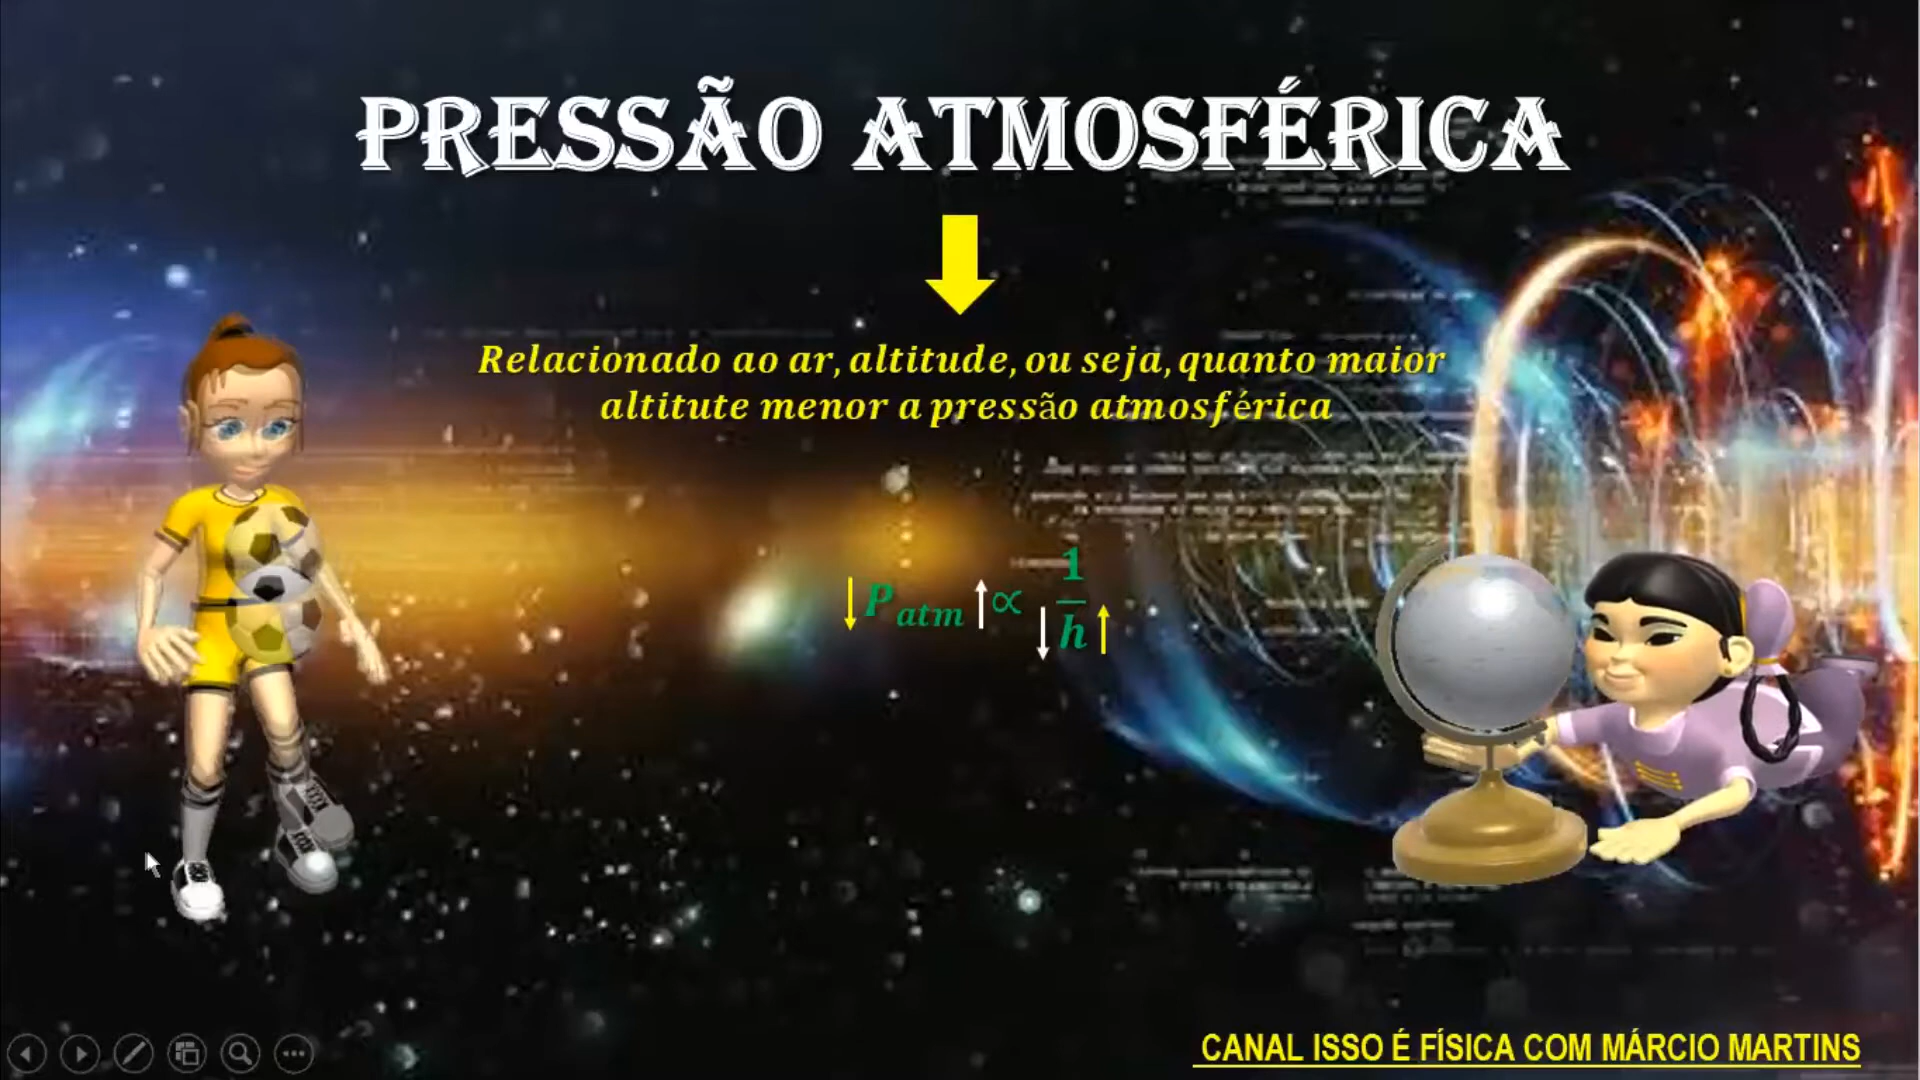 PRESSÃO ATMOSFÉRICA
Relacionado ao ar, altitude, ou seja, quanto maior
altitute menor a pressão atmosférica
↓P atm ↑∝ 1/↓h↑
CANAL ISSO É FÍSICA COM MÁRCIO MARTINS